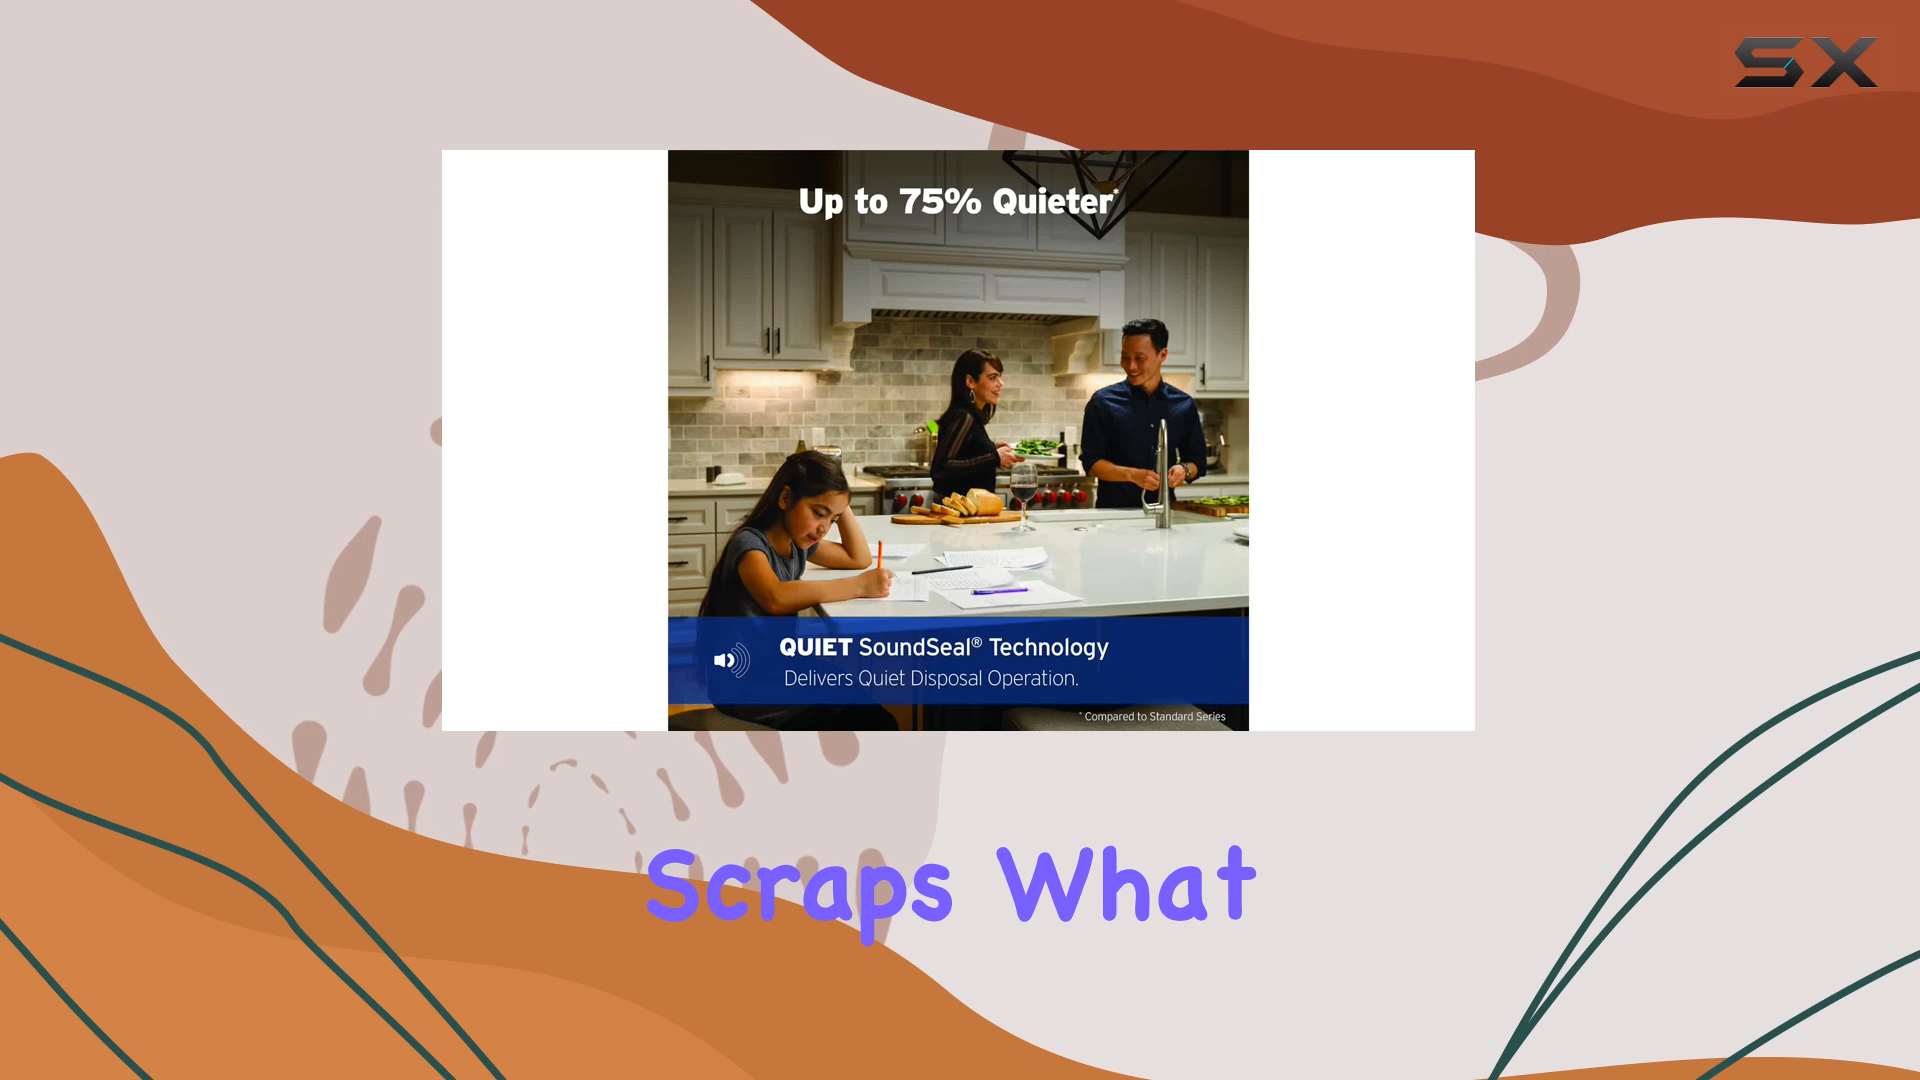 SX
Up to 75% Quieter*
QUIET SoundSeal® Technology
Delivers Quiet Disposal Operation.
* Compared to Standard Series
Scraps What